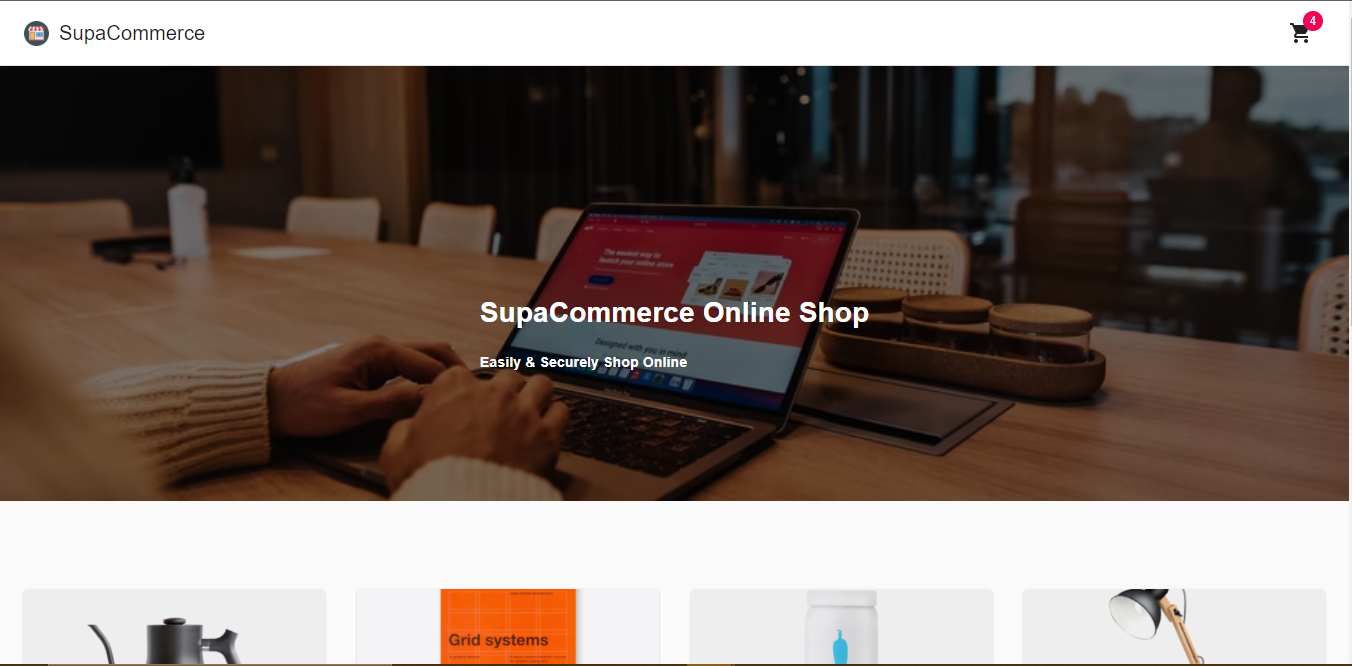 SupaCommerce
4
The easiest way to
launch your online store
SupaCommerce Online Shop
Designed with you in mind
Easily & Securely Shop Online
Grid systems